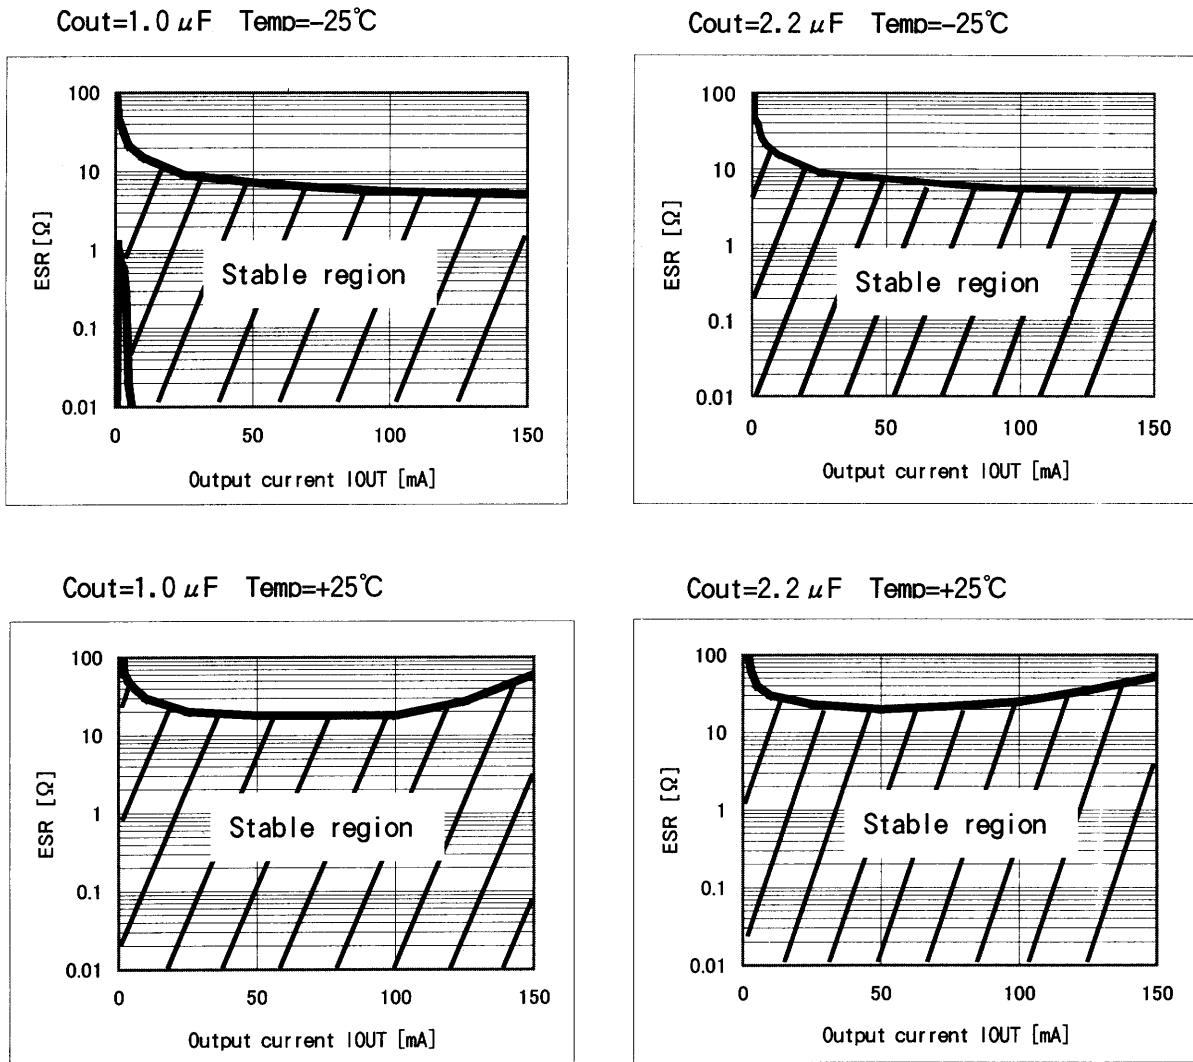 Cout=1.0 μF Temp=-25℃
100
10
1
0.1
0.01
ESR [Ω]
Stable region
0 50 100 150
Output current IOUT [mA]
Cout=2.2 μF Temp=-25℃
100
10
1
0.1
0.01
ESR [Ω]
Stable region
0 50 100 150
Output current IOUT [mA]
Cout=1.0 μF Temp=+25℃
100
10
1
0.1
0.01
ESR [Ω]
Stable region
0 50 100 150
Output current IOUT [mA]
Cout=2.2 μF Temp=+25℃
100
10
1
0.1
0.01
ESR [Ω]
Stable region
0 50 100 150
Output current IOUT [mA]